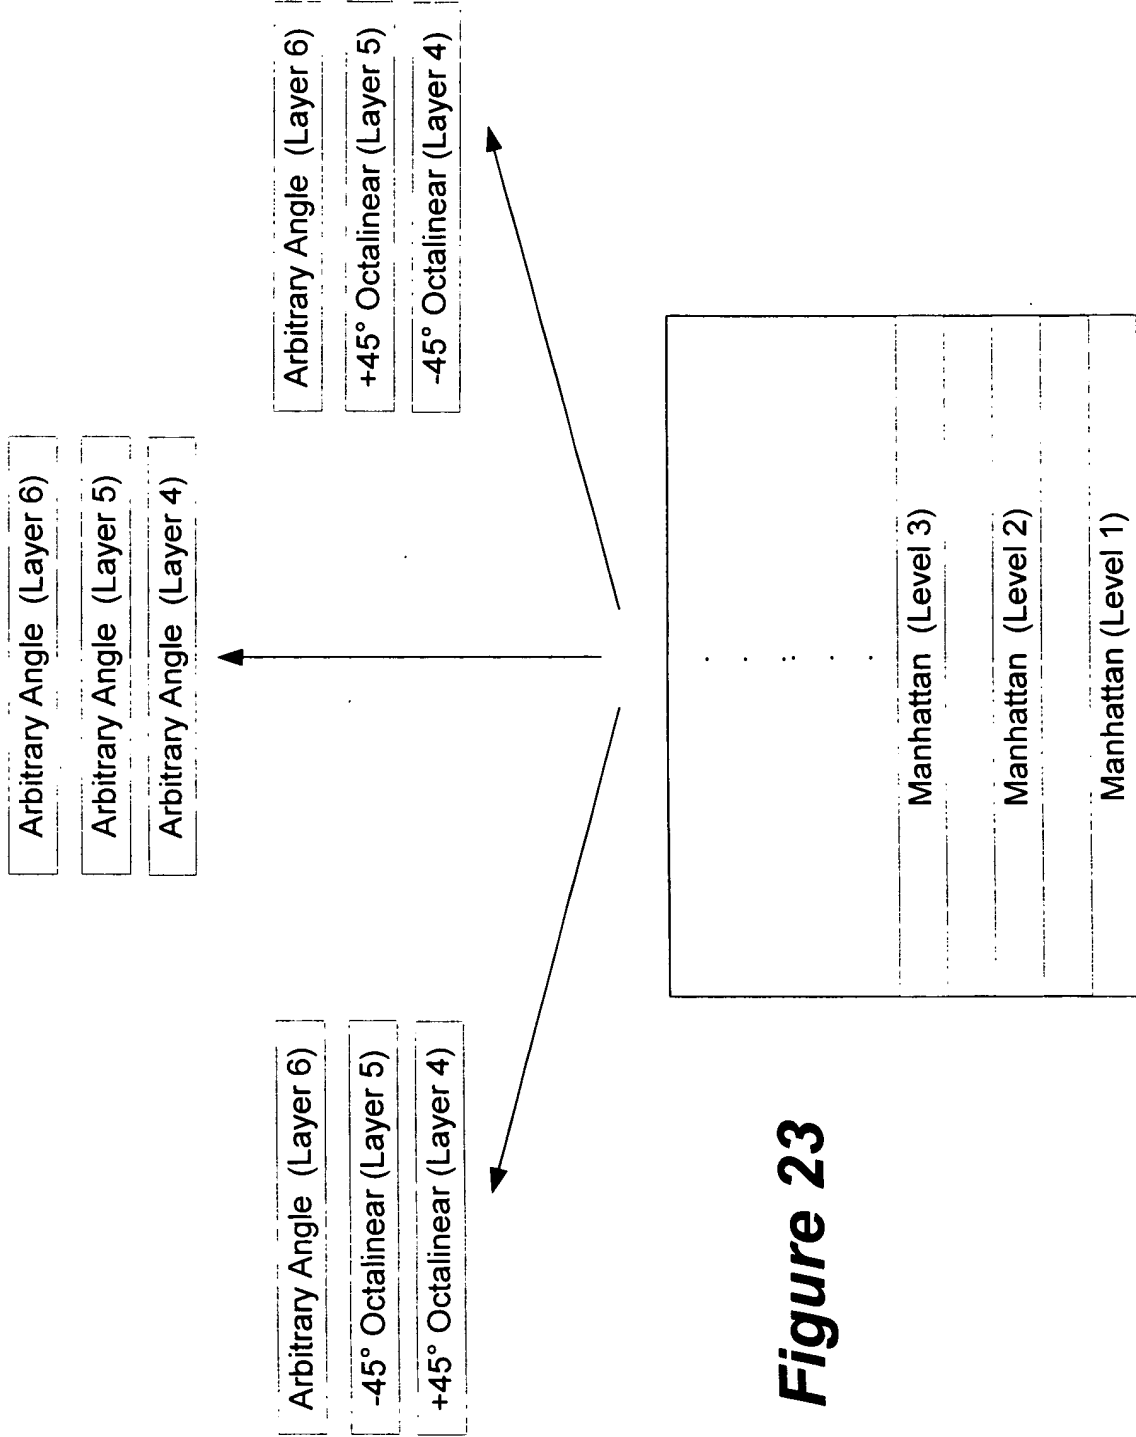 Arbitrary Angle (Layer 6)
Arbitrary Angle (Layer 5)
Arbitrary Angle (Layer 4)
Arbitrary Angle (Layer 6)
-45° Octalinear (Layer 5)
+45° Octalinear (Layer 4)
Arbitrary Angle (Layer 6)
+45° Octalinear (Layer 5)
-45° Octalinear (Layer 4)
Figure 23
Manhattan (Level 3)
Manhattan (Level 2)
Manhattan (Level 1)